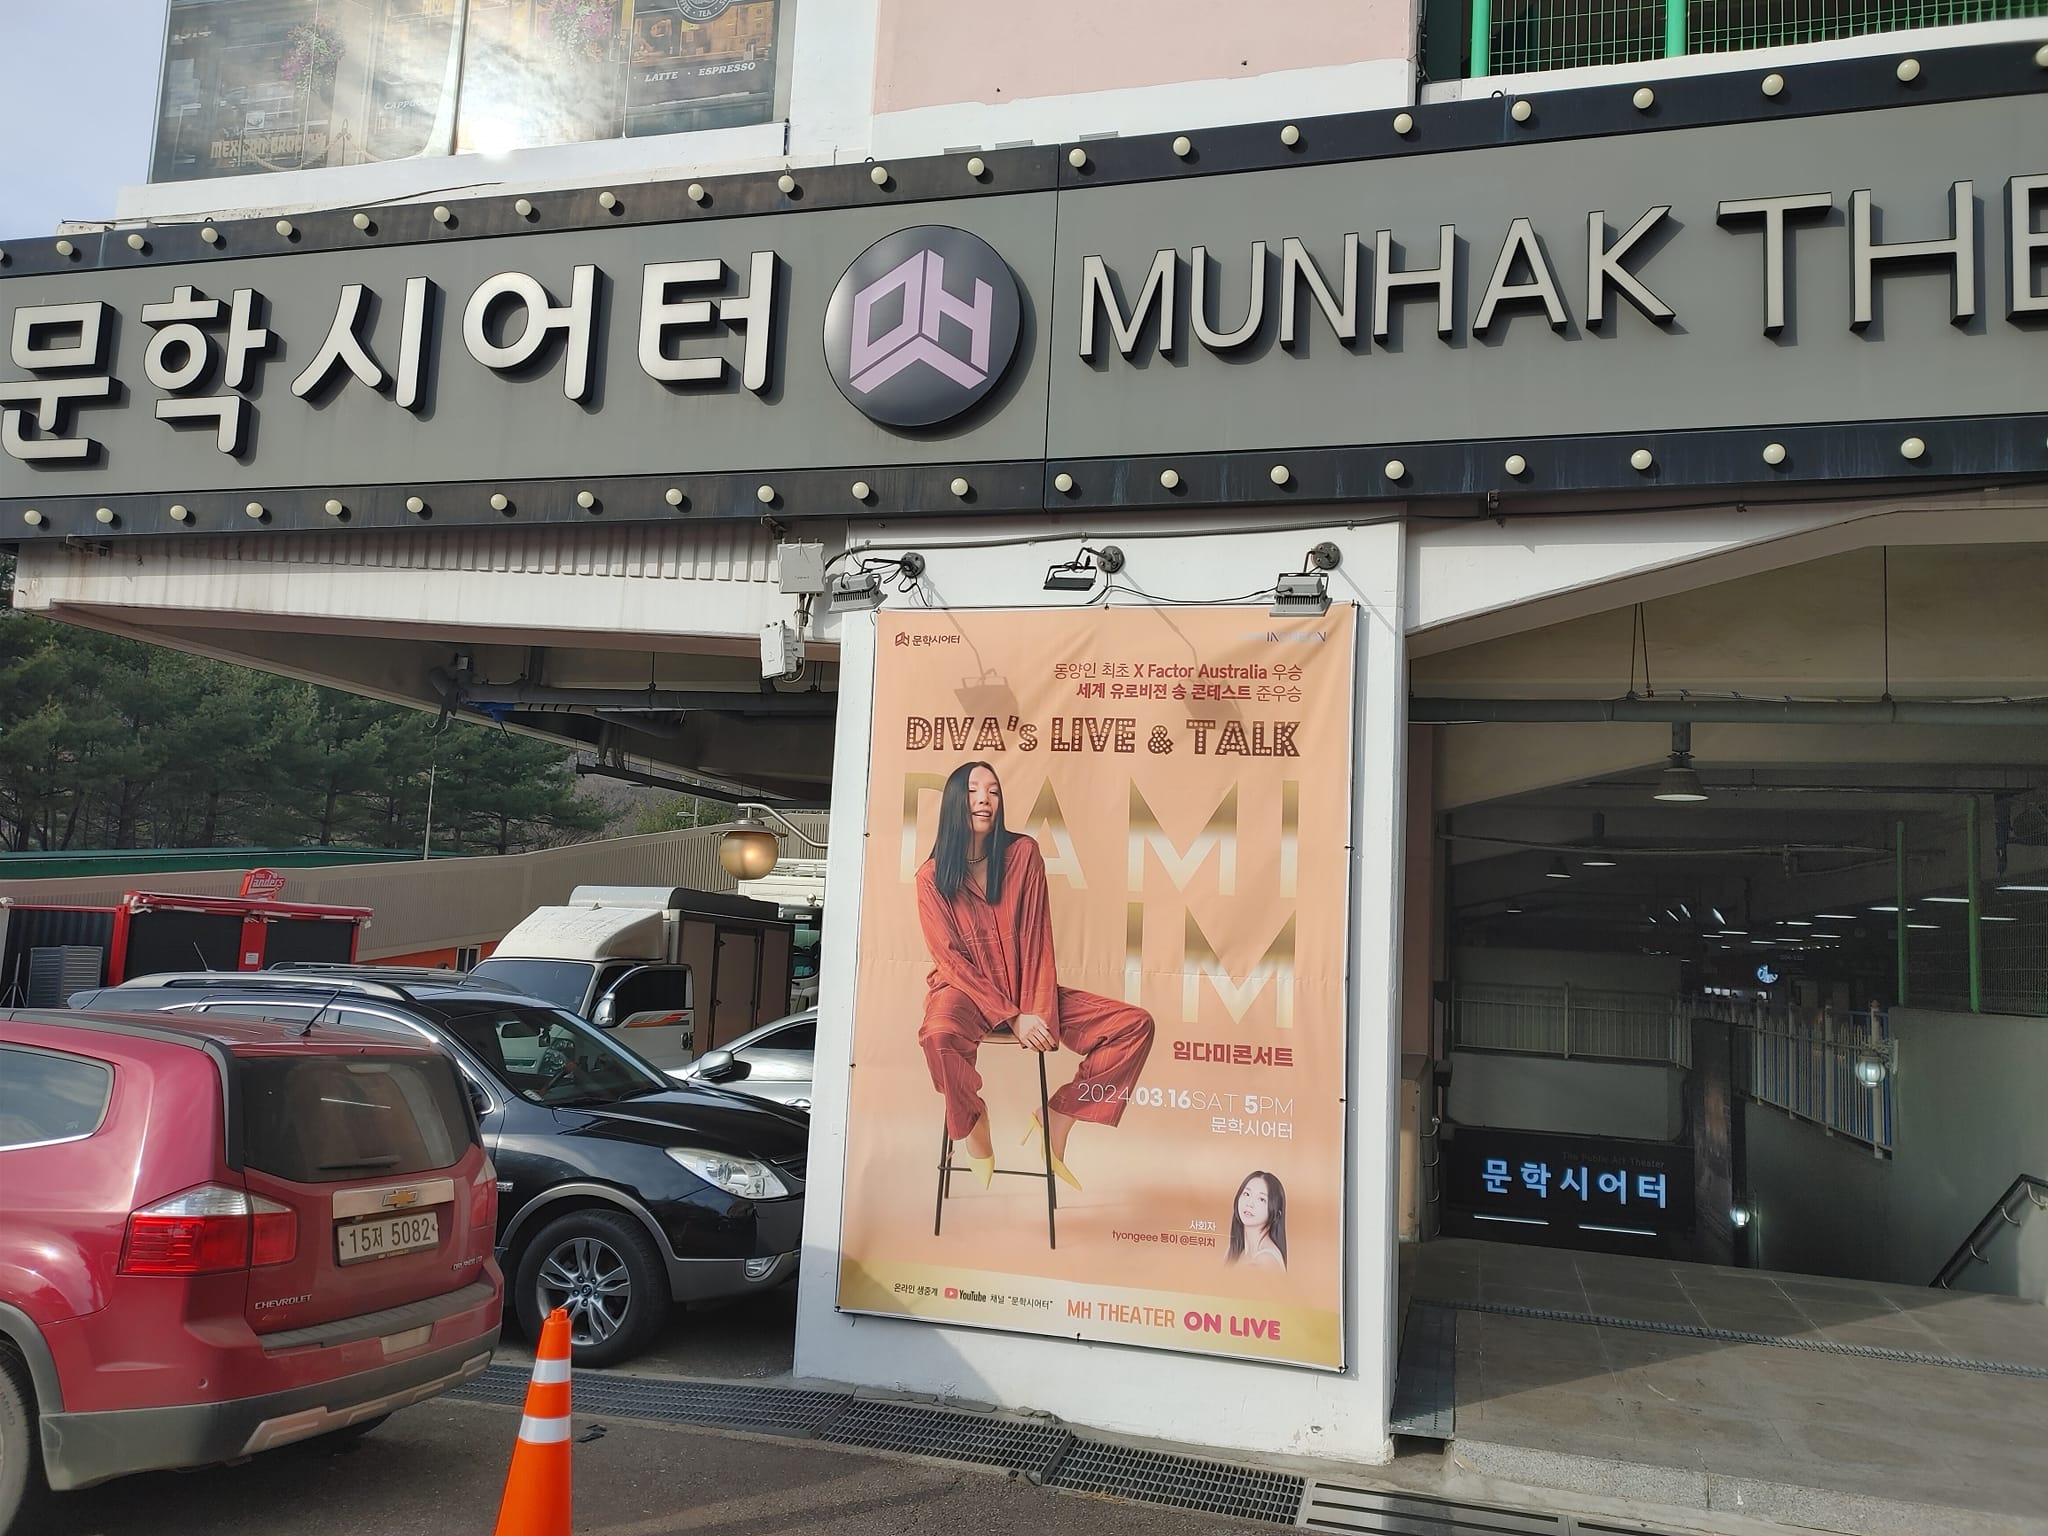 LATTE · ESPRESSO
CAPPUCCINO
문학시어터
MUNHAK THE
문학시어터
동양인 최초 X Factor Australia 우승
세계 유로비젼 송 콘테스트 준우승
DIVA's LIVE & TALK
DAMI
IM
임다미콘서트
2024.03.16 SAT 5PM
문학시어터
사회자
tyongeee 통이 @트위치
온라인 생중계 YouTube 채널 "문학시어터" MH THEATER ON LIVE
The Public Art Theater
문학시어터
Landers
15저 5082
CHEVROLET